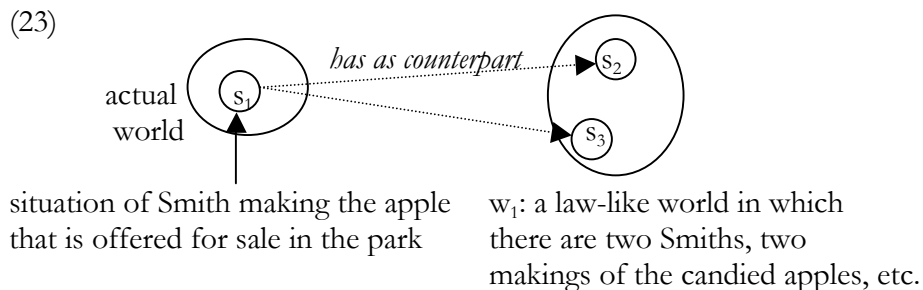 (23)
has as counterpart
s₂
actual
s₁
world
s₃
situation of Smith making the apple
that is offered for sale in the park
w₁: a law-like world in which
there are two Smiths, two
makings of the candied apples, etc.